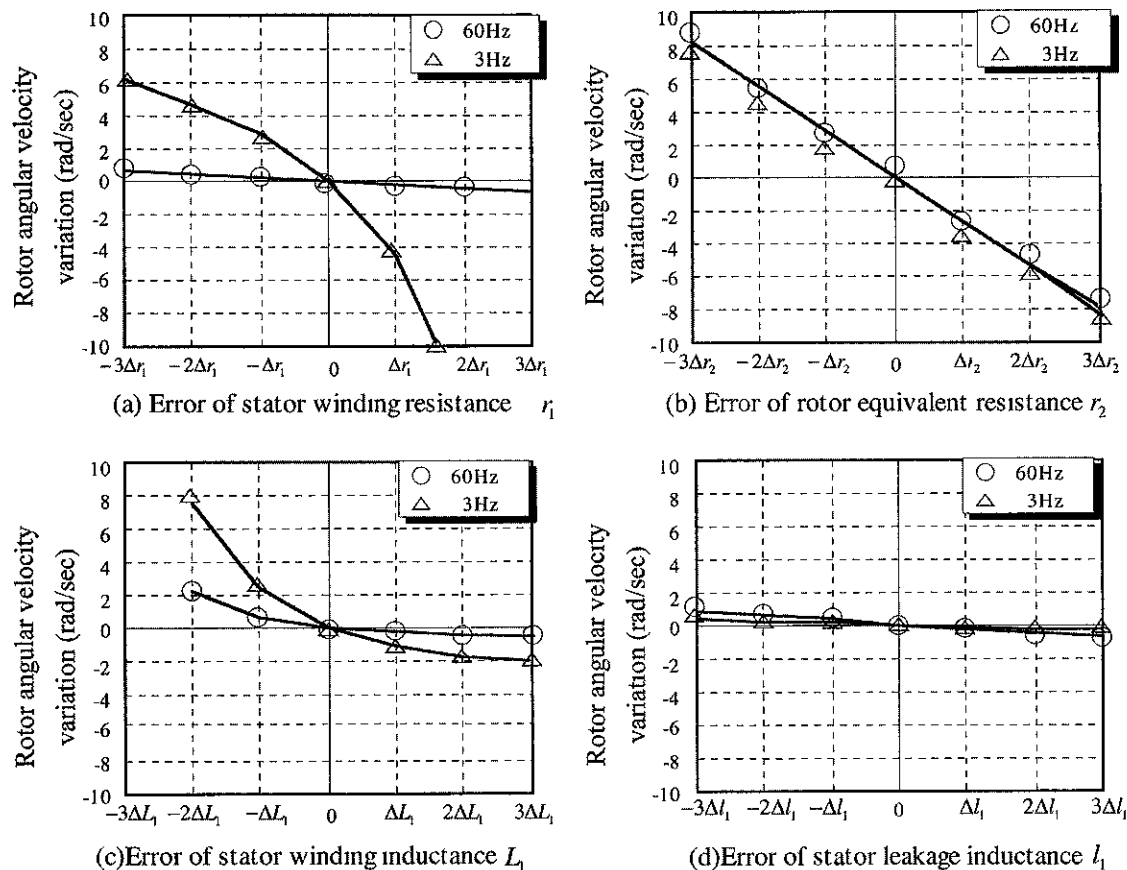 Rotor angular velocity
variation (rad/sec)
10
8
6
4
2
0
-2
-4
-6
-8
-10
60Hz
3Hz
−3Δr₁ −2Δr₁ −Δr₁ 0 Δr₁ 2Δr₁ 3Δr₁
(a) Error of stator winding resistance r₁
Rotor angular velocity
variation (rad/sec)
10
8
6
4
2
0
-2
-4
-6
-8
-10
60Hz
3Hz
−3Δr₂ −2Δr₂ −Δr₂ 0 Δr₂ 2Δr₂ 3Δr₂
(b) Error of rotor equivalent resistance r₂
Rotor angular velocity
variation (rad/sec)
10
8
6
4
2
0
-2
-4
-6
-8
-10
60Hz
3Hz
−3ΔL₁ −2ΔL₁ −ΔL₁ 0 ΔL₁ 2ΔL₁ 3ΔL₁
(c)Error of stator winding inductance L₁
Rotor angular velocity
variation (rad/sec)
10
8
6
4
2
0
-2
-4
-6
-8
-10
60Hz
3Hz
−3Δl₁ −2Δl₁ −Δl₁ 0 Δl₁ 2Δl₁ 3Δl₁
(d)Error of stator leakage inductance l₁